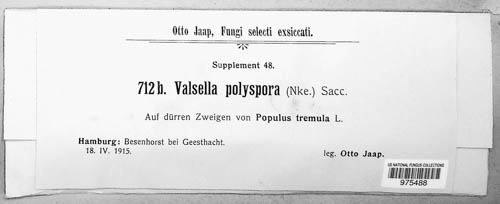 Otto Jaap, Fungi selecti exsiccati.
Supplement 48.
712 b. Valsella polyspora (Nke.) Sacc.
Auf dürren Zweigen von Populus tremula L.
Hamburg: Besenhorst bei Geesthacht.
18. IV. 1915. leg. Otto Jaap.
US NATIONAL FUNGUS COLLECTIONS
975488